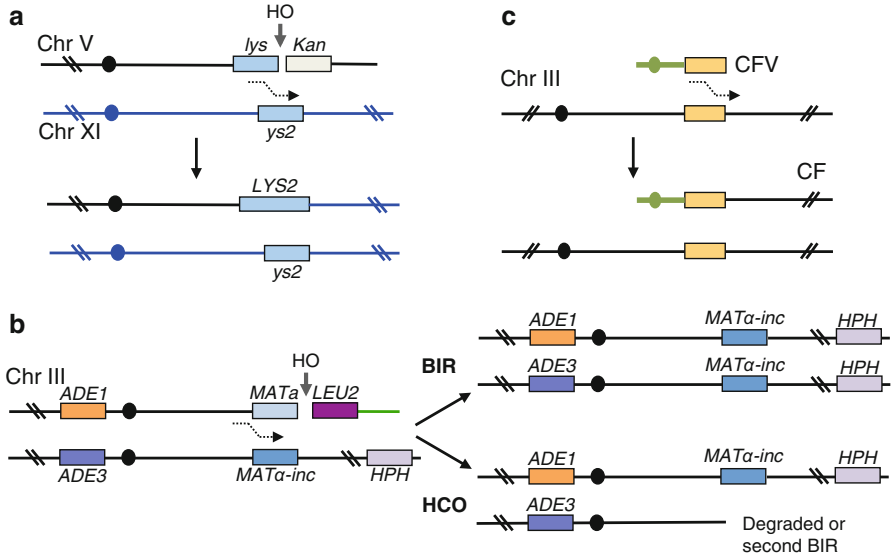 a
HO
Chr V
lys
Kan
Chr XI
ys2
LYS2
ys2
c
CFV
Chr III
CF
b
HO
Chr III
ADE1
MATa
LEU2
ADE3
MATα-inc
HPH
BIR
ADE1
MATα-inc
HPH
ADE3
MATα-inc
HPH
HCO
ADE1
MATα-inc
HPH
ADE3
Degraded or
second BIR